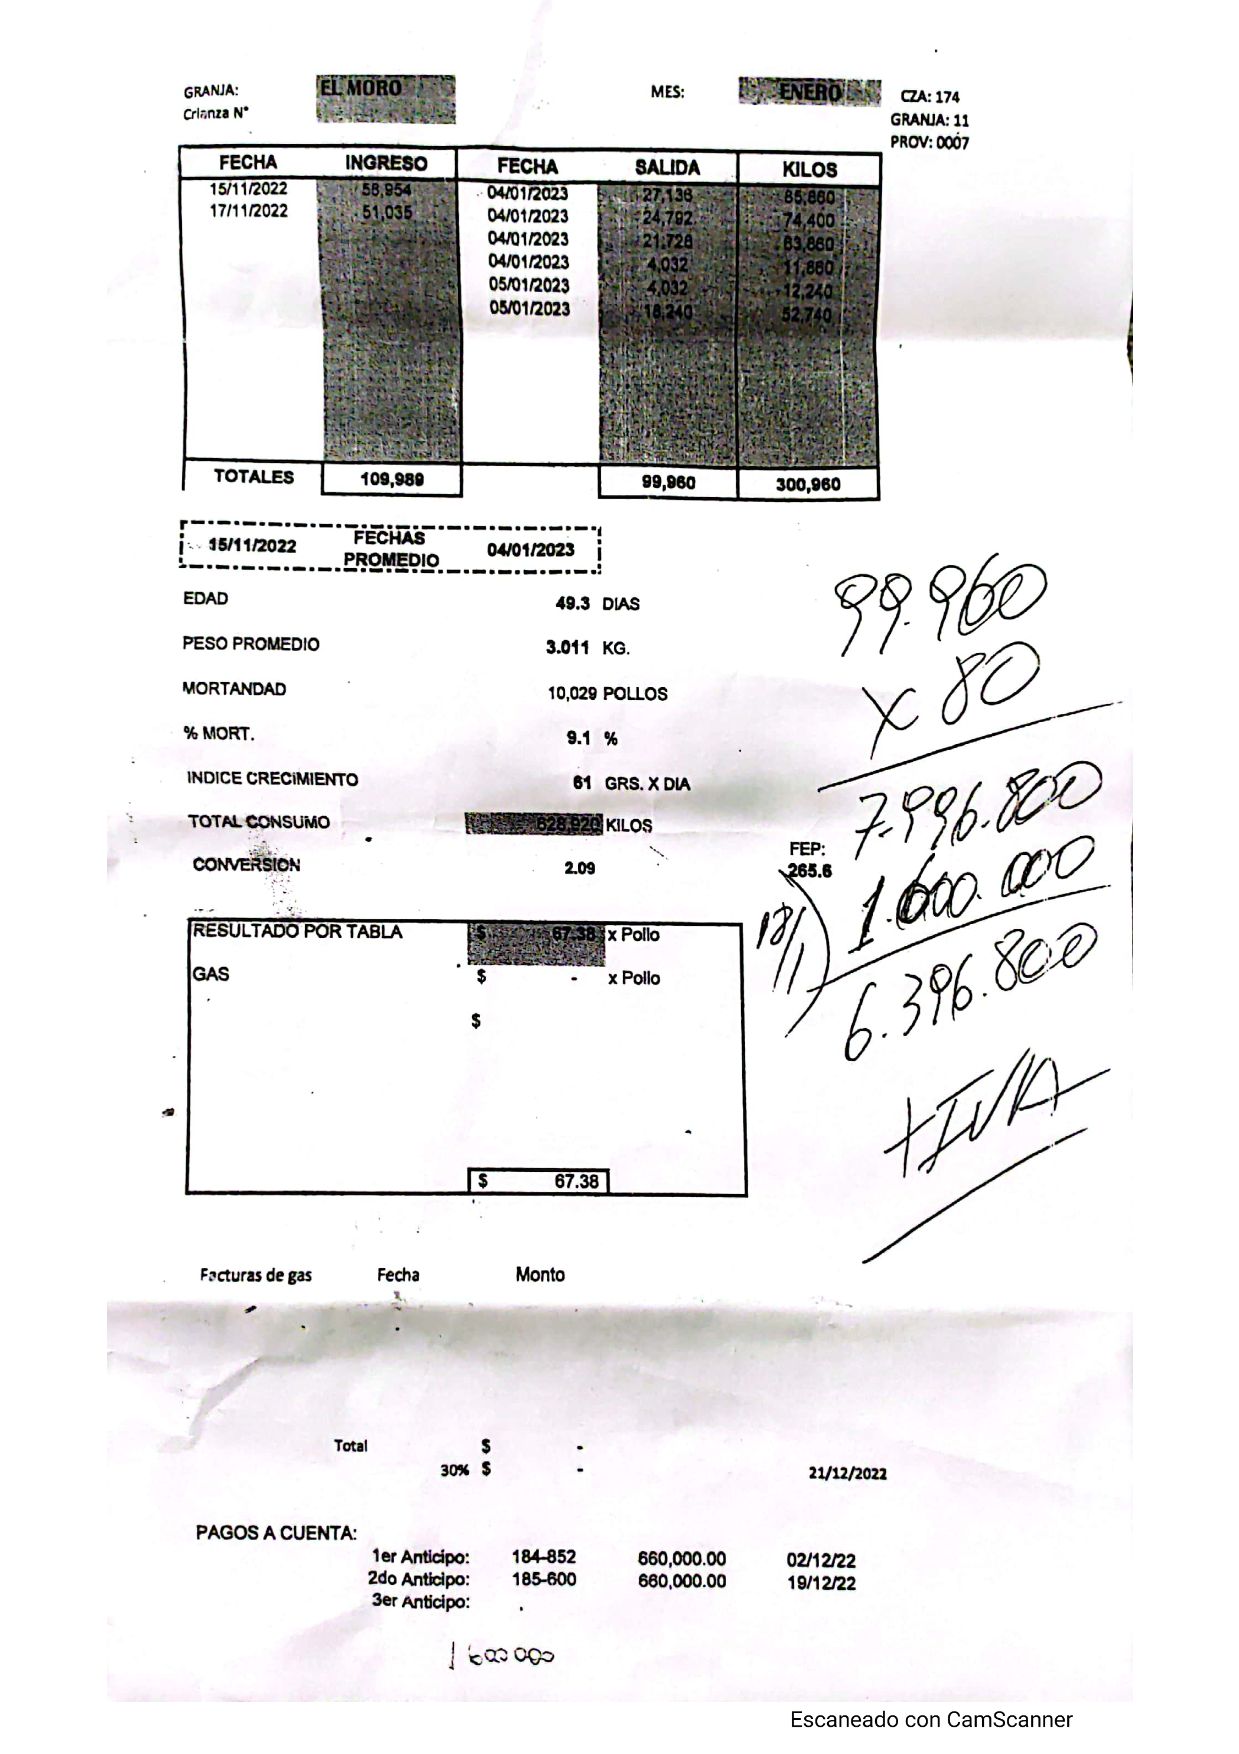 GRANJA: EL MORO MES: ENERO CZA: 174
Crianza N° GRANJA: 11
PROV: 0007
FECHA INGRESO FECHA SALIDA KILOS
15/11/2022 58,954 04/01/2023 27,136 85,860
17/11/2022 51,035 04/01/2023 24,792 74,400
04/01/2023 21,728 63,860
04/01/2023 4,032 11,860
05/01/2023 4,032 12,240
05/01/2023 18,240 52,740
TOTALES 109,989 99,960 300,960
15/11/2022 FECHAS PROMEDIO 04/01/2023
EDAD 49.3 DIAS
PESO PROMEDIO 3.011 KG.
MORTANDAD 10,029 POLLOS
% MORT. 9.1 %
INDICE CRECIMIENTO 61 GRS. X DIA
TOTAL CONSUMO 628,920 KILOS
CONVERSION 2.09
FEP:
265.6
99.960
x 80
7.996.800
18/1) 1.600.000
6.396.800
+IVA
RESULTADO POR TABLA $ 67.38 x Pollo
GAS $ - x Pollo
$
$ 67.38
Facturas de gas Fecha Monto
Total $ -
30% $ - 21/12/2022
PAGOS A CUENTA:
1er Anticipo: 184-852 660,000.00 02/12/22
2do Anticipo: 185-600 660,000.00 19/12/22
3er Anticipo:
1 600 000
Escaneado con CamScanner